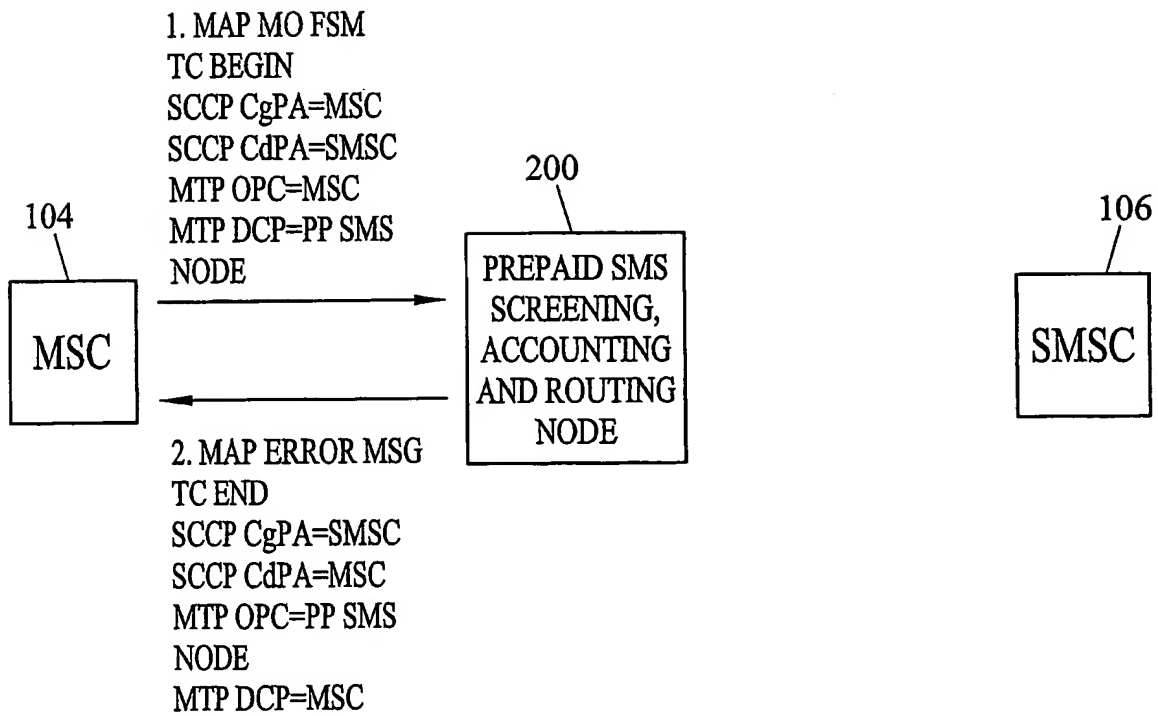 1. MAP MO FSM
TC BEGIN
SCCP CgPA=MSC
SCCP CdPA=SMSC
MTP OPC=MSC
MTP DCP=PP SMS
NODE
104
MSC
200
PREPAID SMS
SCREENING,
ACCOUNTING
AND ROUTING
NODE
106
SMSC
2. MAP ERROR MSG
TC END
SCCP CgPA=SMSC
SCCP CdPA=MSC
MTP OPC=PP SMS
NODE
MTP DCP=MSC